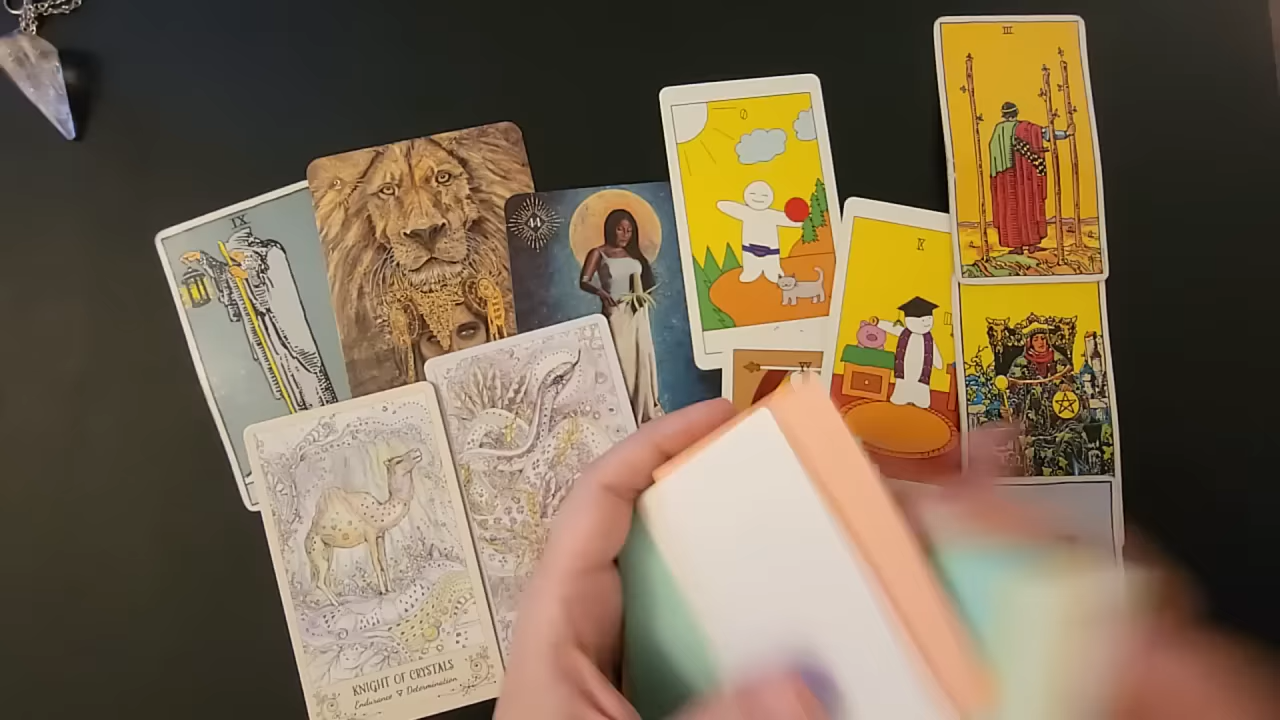 IX
44
0
III
KNIGHT OF CRYSTALS
Endurance & Determination